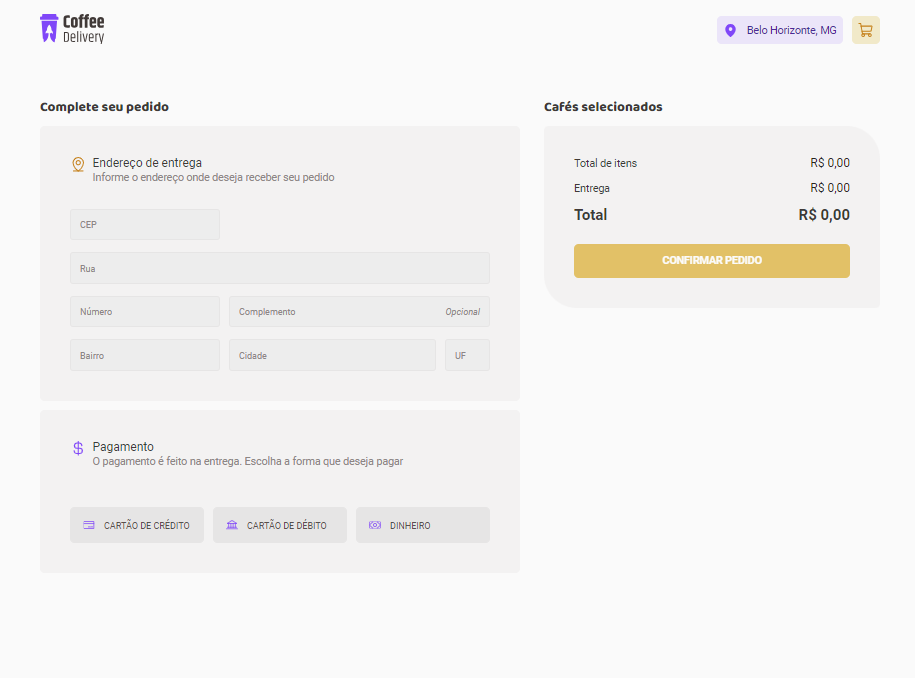 Coffee
Delivery
Belo Horizonte, MG
Complete seu pedido
Endereço de entrega
Informe o endereço onde deseja receber seu pedido
CEP
Rua
Número
Complemento Opcional
Bairro
Cidade
UF
Pagamento
O pagamento é feito na entrega. Escolha a forma que deseja pagar
CARTÃO DE CRÉDITO
CARTÃO DE DÉBITO
DINHEIRO
Cafés selecionados
Total de itens R$ 0,00
Entrega R$ 0,00
Total R$ 0,00
CONFIRMAR PEDIDO